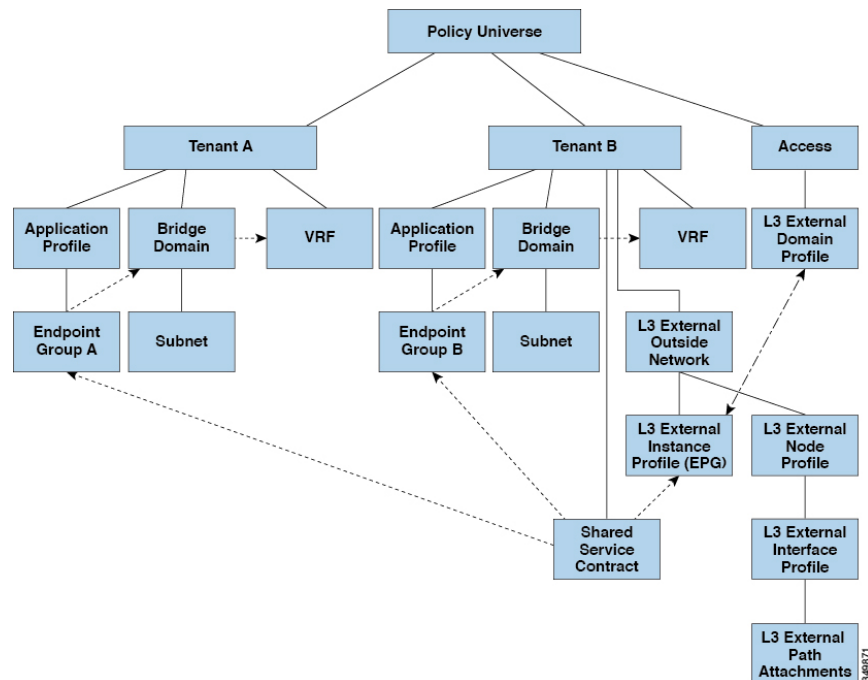 Policy Universe
Tenant A
Tenant B
Access
Application
Profile
Bridge
Domain
VRF
Application
Profile
Bridge
Domain
VRF
L3 External
Domain
Profile
Endpoint
Group A
Subnet
Endpoint
Group B
Subnet
L3 External
Outside
Network
L3 External
Instance
Profile (EPG)
L3 External
Node
Profile
Shared
Service
Contract
L3 External
Interface
Profile
L3 External
Path
Attachments
349871